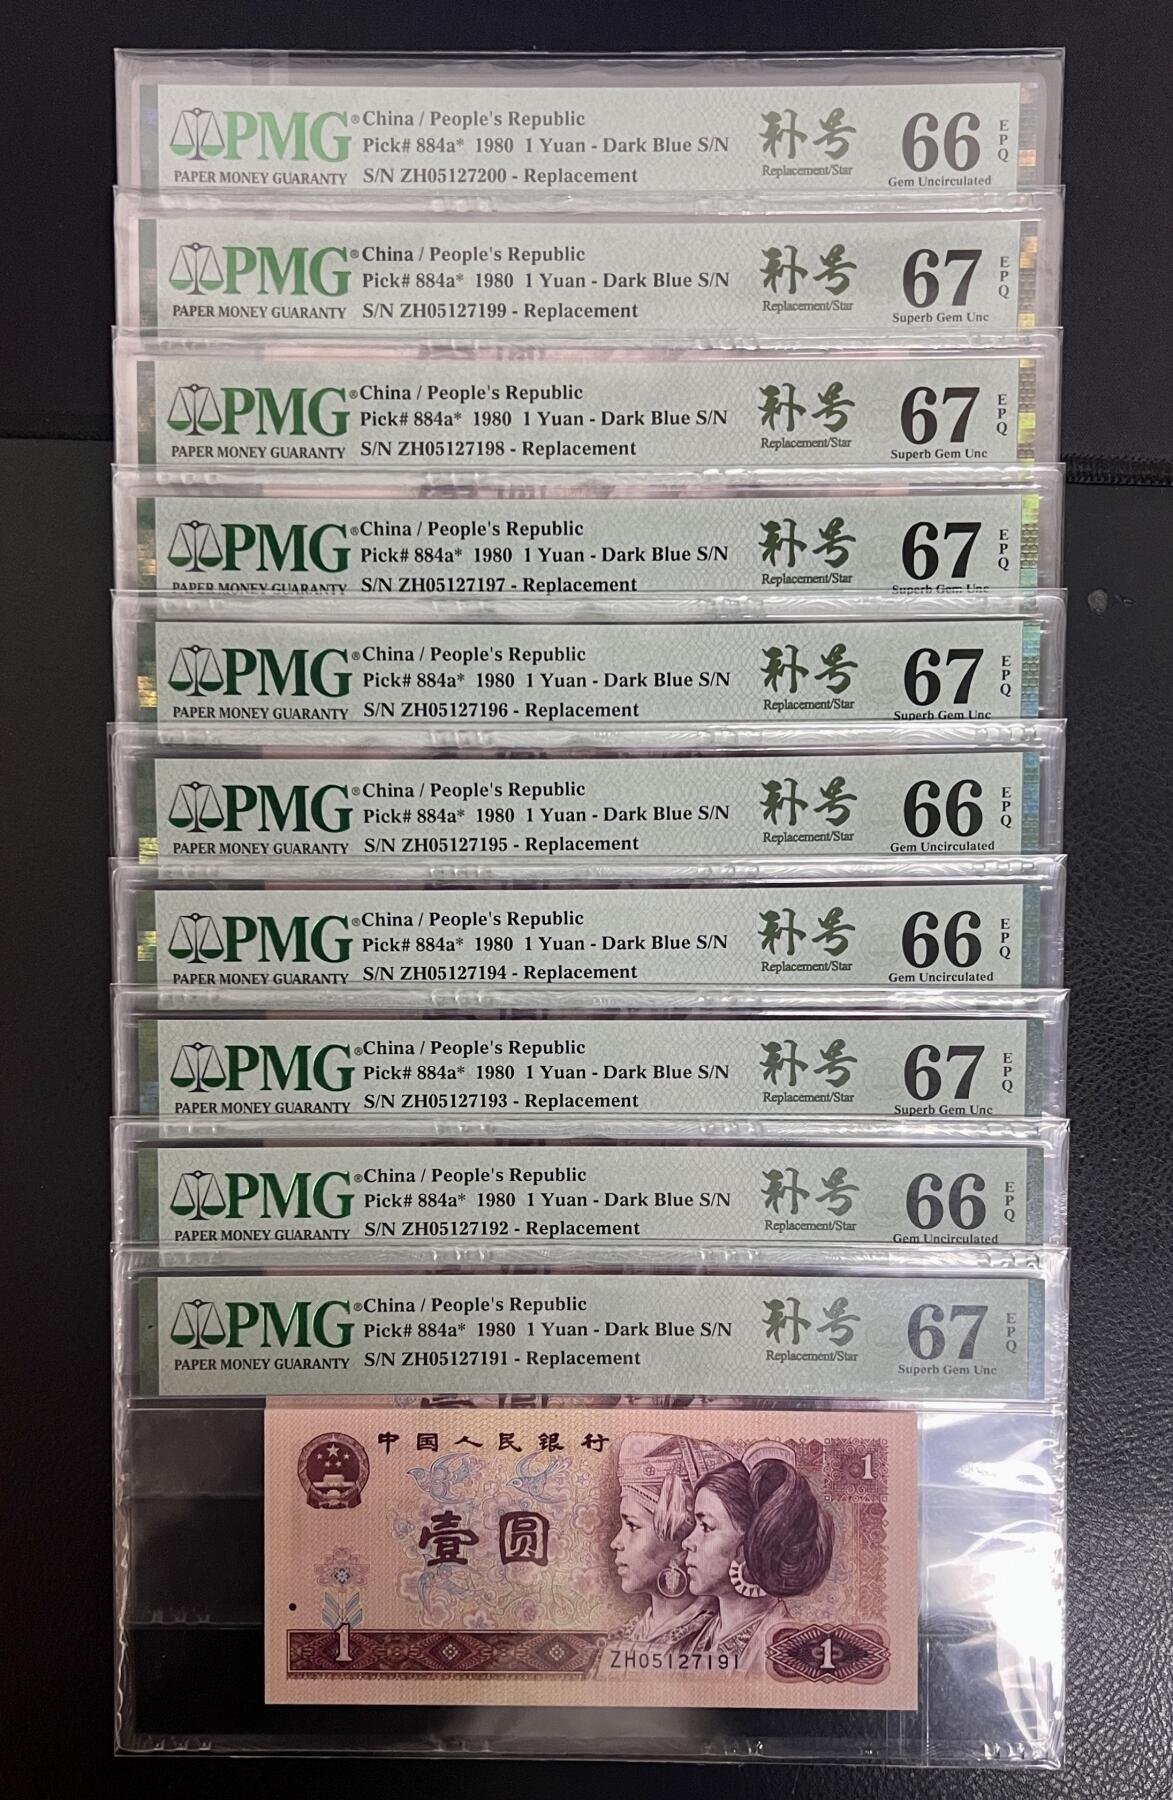 PMG® China / People's Republic 补号 66 EPQ
Pick# 884a* 1980 1 Yuan - Dark Blue S/N
PAPER MONEY GUARANTY S/N ZH05127200 - Replacement Replacement/Star Gem Uncirculated
PMG® China / People's Republic 补号 67 EPQ
Pick# 884a* 1980 1 Yuan - Dark Blue S/N
PAPER MONEY GUARANTY S/N ZH05127199 - Replacement Replacement/Star Superb Gem Unc
PMG® China / People's Republic 补号 67 EPQ
Pick# 884a* 1980 1 Yuan - Dark Blue S/N
PAPER MONEY GUARANTY S/N ZH05127198 - Replacement Replacement/Star Superb Gem Unc
PMG® China / People's Republic 补号 67 EPQ
Pick# 884a* 1980 1 Yuan - Dark Blue S/N
PAPER MONEY GUARANTY S/N ZH05127197 - Replacement Replacement/Star Superb Gem Unc
PMG® China / People's Republic 补号 67 EPQ
Pick# 884a* 1980 1 Yuan - Dark Blue S/N
PAPER MONEY GUARANTY S/N ZH05127196 - Replacement Replacement/Star Superb Gem Unc
PMG® China / People's Republic 补号 66 EPQ
Pick# 884a* 1980 1 Yuan - Dark Blue S/N
PAPER MONEY GUARANTY S/N ZH05127195 - Replacement Replacement/Star Gem Uncirculated
PMG® China / People's Republic 补号 66 EPQ
Pick# 884a* 1980 1 Yuan - Dark Blue S/N
PAPER MONEY GUARANTY S/N ZH05127194 - Replacement Replacement/Star Gem Uncirculated
PMG® China / People's Republic 补号 67 EPQ
Pick# 884a* 1980 1 Yuan - Dark Blue S/N
PAPER MONEY GUARANTY S/N ZH05127193 - Replacement Replacement/Star Superb Gem Unc
PMG® China / People's Republic 补号 66 EPQ
Pick# 884a* 1980 1 Yuan - Dark Blue S/N
PAPER MONEY GUARANTY S/N ZH05127192 - Replacement Replacement/Star Gem Uncirculated
PMG® China / People's Republic 补号 67 EPQ
Pick# 884a* 1980 1 Yuan - Dark Blue S/N
PAPER MONEY GUARANTY S/N ZH05127191 - Replacement Replacement/Star Superb Gem Unc
中国人民银行
1
壹圆
1
ZH05127191
1